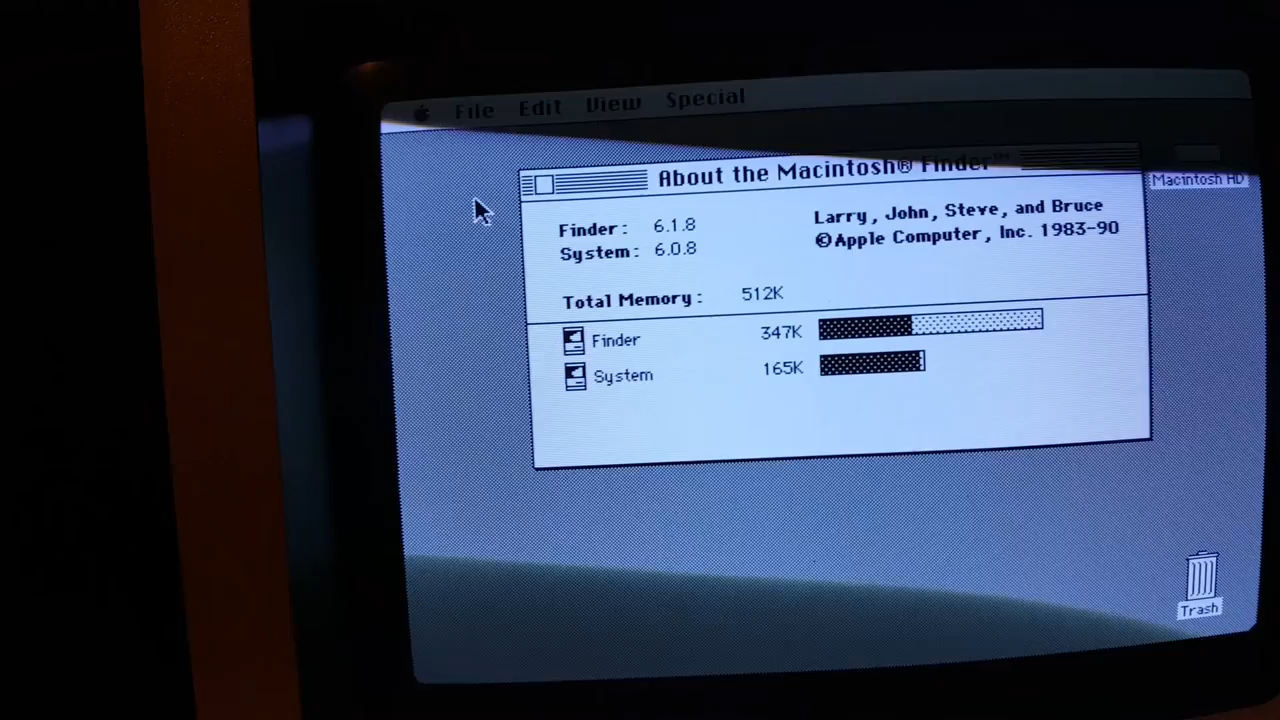 File Edit View Special
About the Macintosh® Finder™
Macintosh HD
Finder: 6.1.8
System: 6.0.8
Larry, John, Steve, and Bruce
©Apple Computer, Inc. 1983-90
Total Memory: 512K
Finder 347K
System 165K
Trash